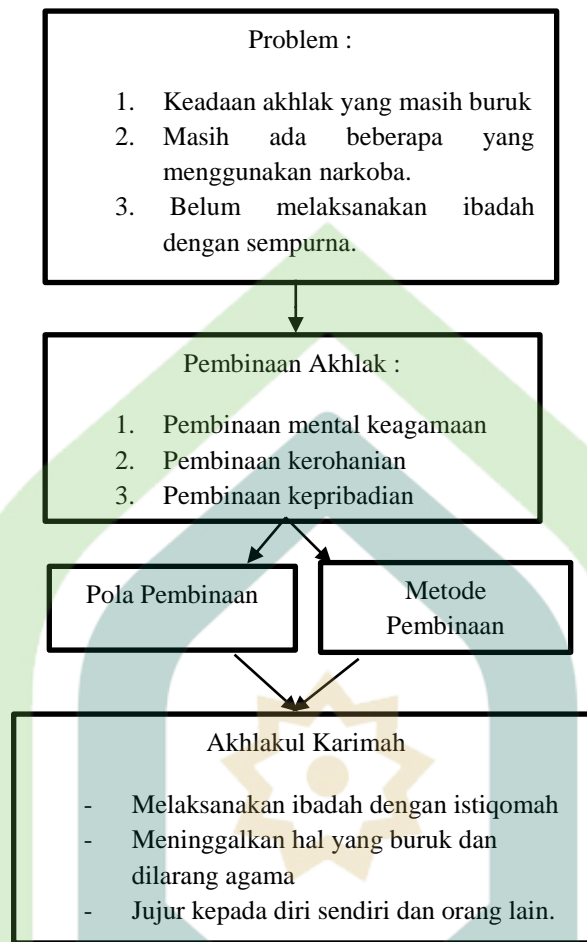 Problem :
1. Keadaan akhlak yang masih buruk
2. Masih ada beberapa yang
menggunakan narkoba.
3. Belum melaksanakan ibadah
dengan sempurna.
Pembinaan Akhlak :
1. Pembinaan mental keagamaan
2. Pembinaan kerohanian
3. Pembinaan kepribadian
Pola Pembinaan
Metode
Pembinaan
Akhlakul Karimah
- Melaksanakan ibadah dengan istiqomah
- Meninggalkan hal yang buruk dan
dilarang agama
- Jujur kepada diri sendiri dan orang lain.